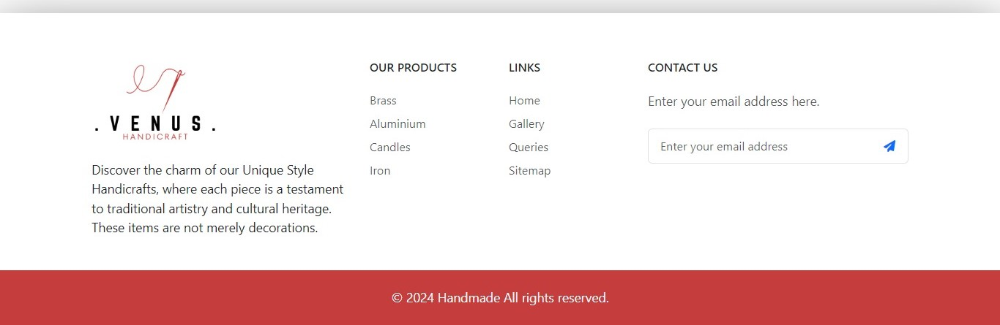 . VENUS .
HANDICRAFT
Discover the charm of our Unique Style
Handicrafts, where each piece is a testament
to traditional artistry and cultural heritage.
These items are not merely decorations.
OUR PRODUCTS
Brass
Aluminium
Candles
Iron
LINKS
Home
Gallery
Queries
Sitemap
CONTACT US
Enter your email address here.
Enter your email address
© 2024 Handmade All rights reserved.